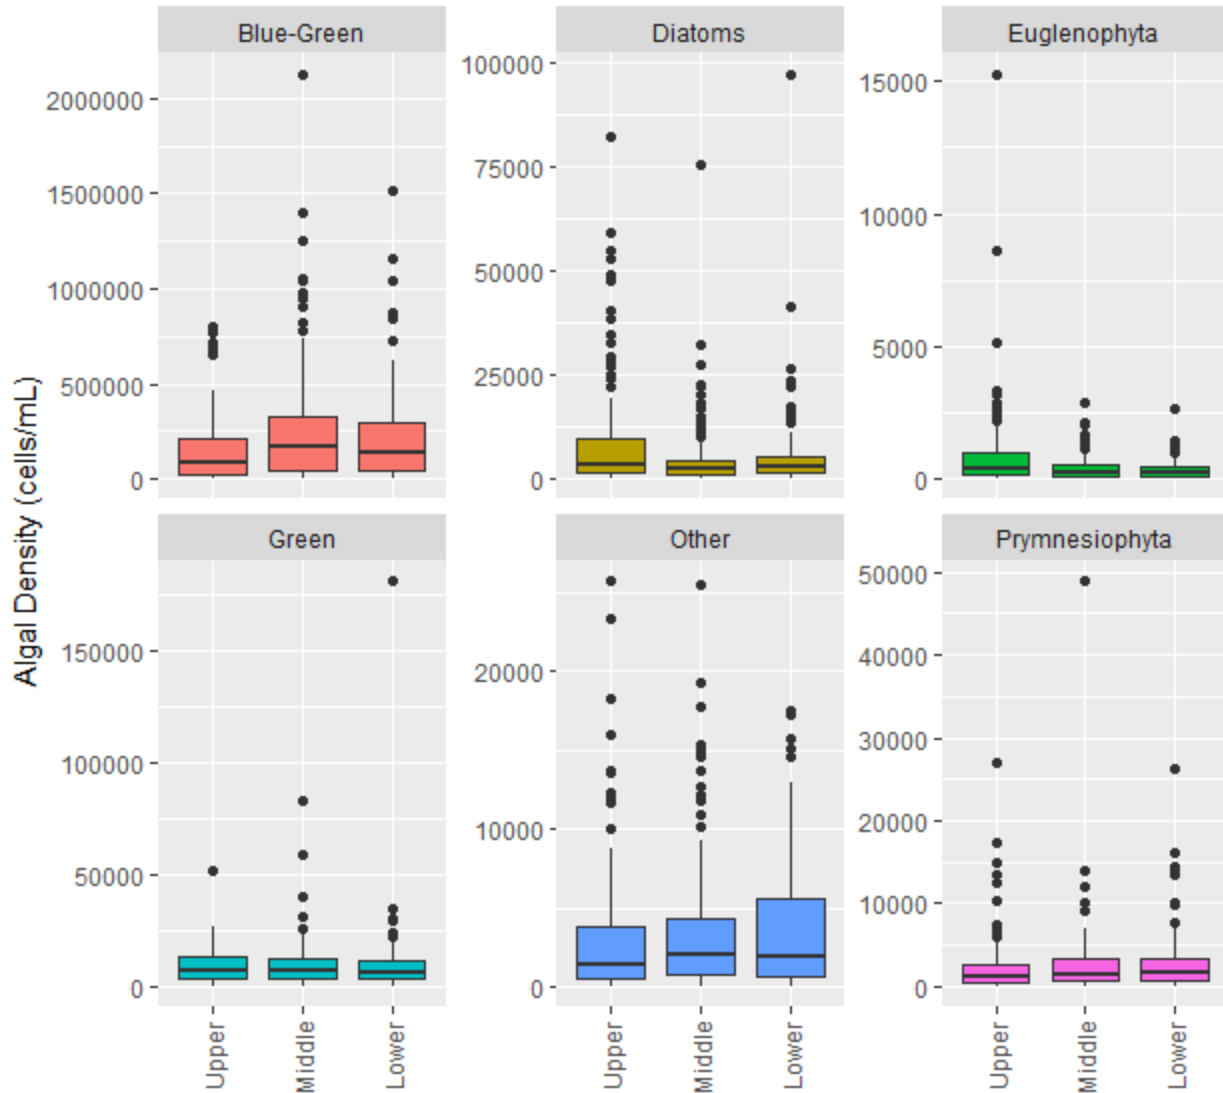 Algal Density (cells/mL)
Blue-Green
2000000
1500000
1000000
500000
0
Diatoms
100000
75000
50000
25000
0
Euglenophyta
15000
10000
5000
0
Green
150000
100000
50000
0
Upper
Middle
Lower
Other
20000
10000
0
Upper
Middle
Lower
Prymnesiophyta
50000
40000
30000
20000
10000
0
Upper
Middle
Lower